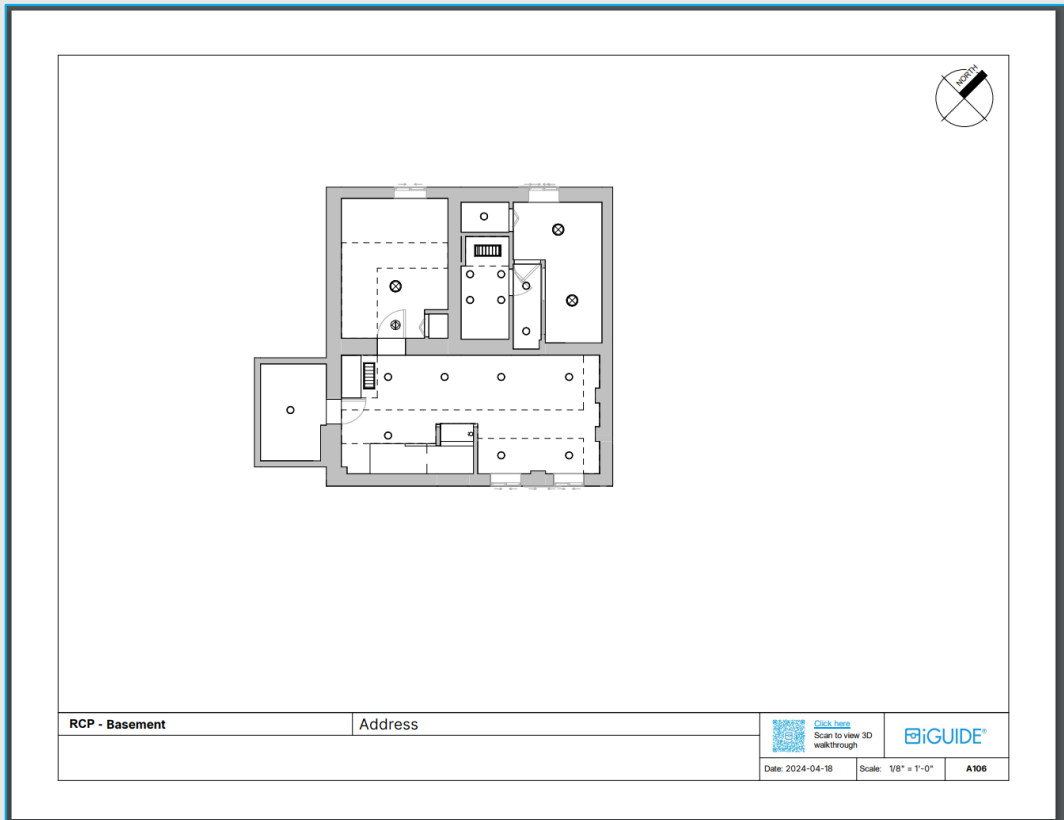 NORTH
RCP - Basement
Address
Click here
Scan to view 3D
walkthrough
iGUIDE®
Date: 2024-04-18
Scale: 1/8" = 1'-0"
A106